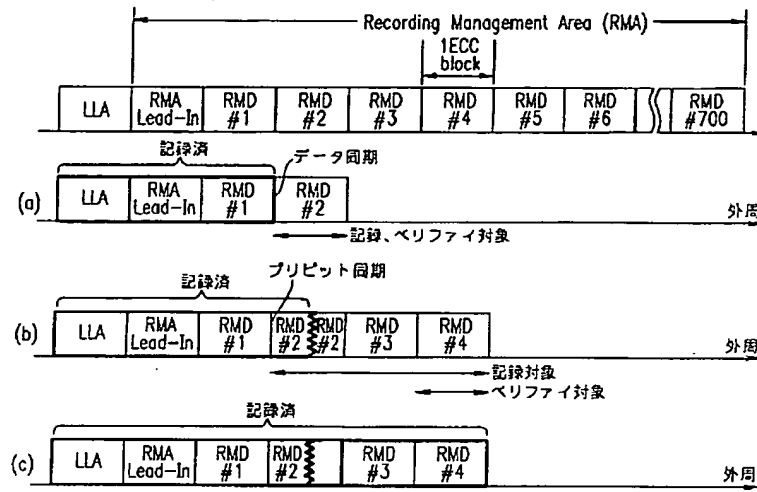 Recording Management Area (RMA)
1ECC
block
LLA
RMA
Lead-In
RMD
#1
RMD
#2
RMD
#3
RMD
#4
RMD
#5
RMD
#6
RMD
#700
記録済
データ同期
(a)
LLA
RMA
Lead-In
RMD
#1
RMD
#2
外周
記録、ベリファイ対象
プリピット同期
記録済
(b)
LLA
RMA
Lead-In
RMD
#1
RMD
#2
RMD
#2
RMD
#3
RMD
#4
外周
記録対象
ベリファイ対象
記録済
(c)
LLA
RMA
Lead-In
RMD
#1
RMD
#2
RMD
#3
RMD
#4
外周